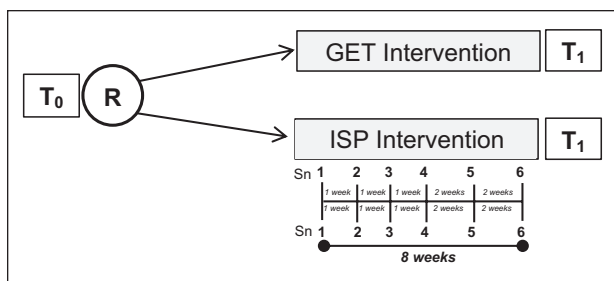 GET Intervention T₁
T₀ R
ISP Intervention T₁
Sn 1 2 3 4 5 6
1 week 1 week 1 week 2 weeks 2 weeks
1 week 1 week 1 week 2 weeks 2 weeks
Sn 1 2 3 4 5 6
8 weeks